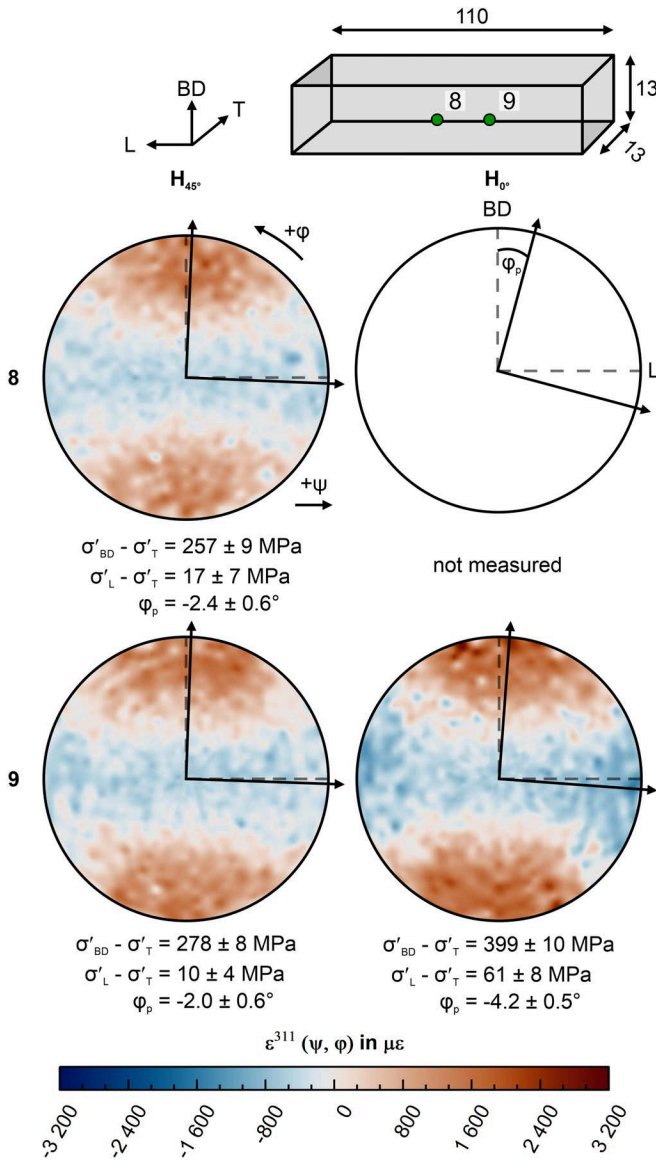 110
BD
T
L
8 9
13
13
H45° H0°
BD
+φ
φp
8
L
+ψ
σ′BD - σ′T = 257 ± 9 MPa
σ′L - σ′T = 17 ± 7 MPa
φp = -2.4 ± 0.6°
not measured
9
σ′BD - σ′T = 278 ± 8 MPa
σ′L - σ′T = 10 ± 4 MPa
φp = -2.0 ± 0.6°
σ′BD - σ′T = 399 ± 10 MPa
σ′L - σ′T = 61 ± 8 MPa
φp = -4.2 ± 0.5°
ε³¹¹ (ψ, φ) in με
-3 200 -2 400 -1 600 -800 0 800 1 600 2 400 3 200